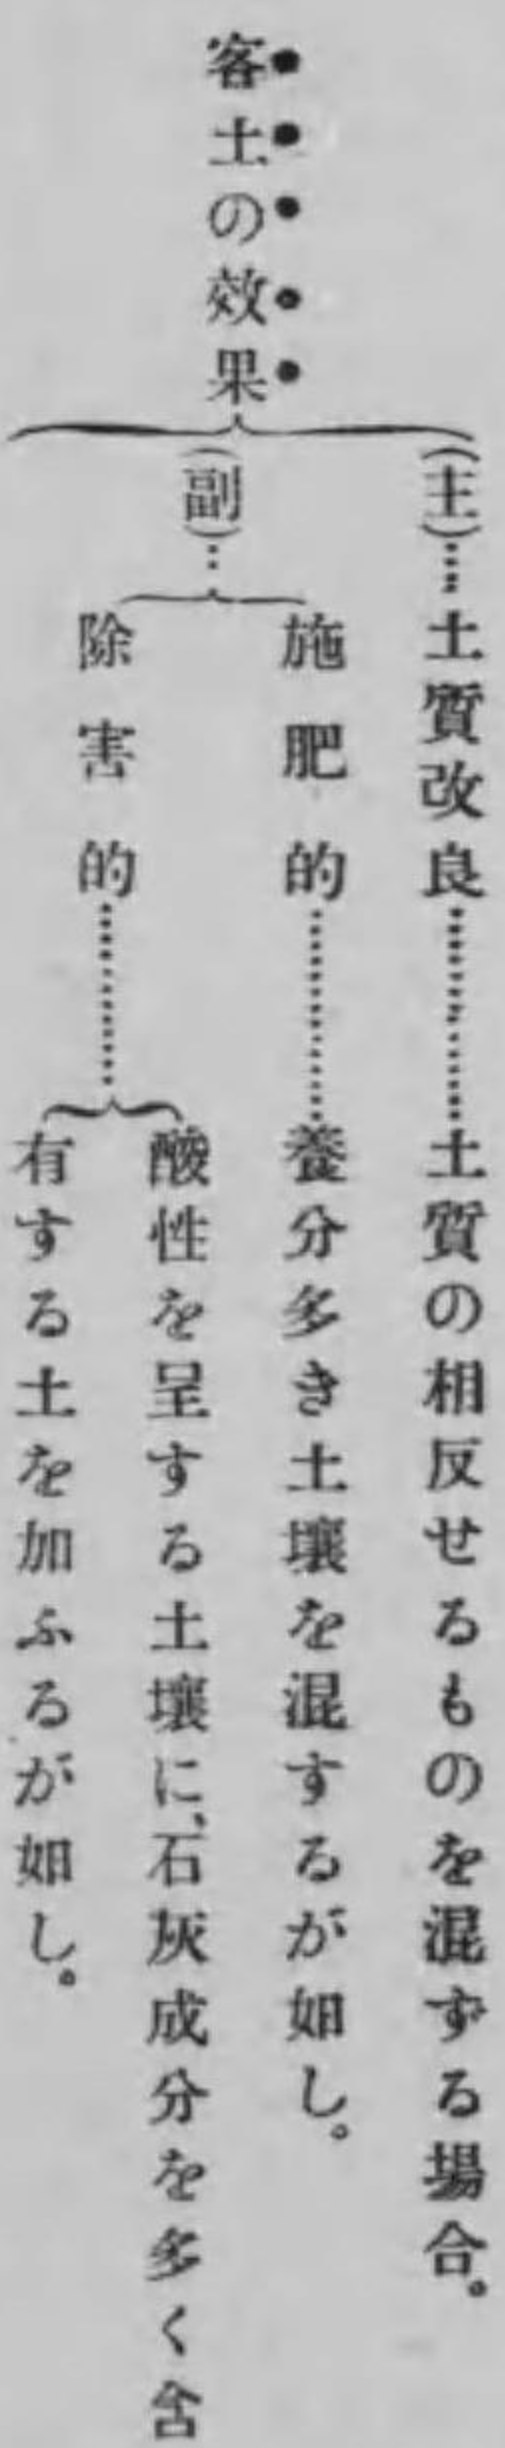 客土の效果
(主)……土質改良……………土質の相反せるものを混ずる場合。
(副)…
施肥的……………養分多き土壤を混するが如し。
除害的……………
酸性を呈する土壤に、石灰成分を多く含
有する土を加ふるが如し。